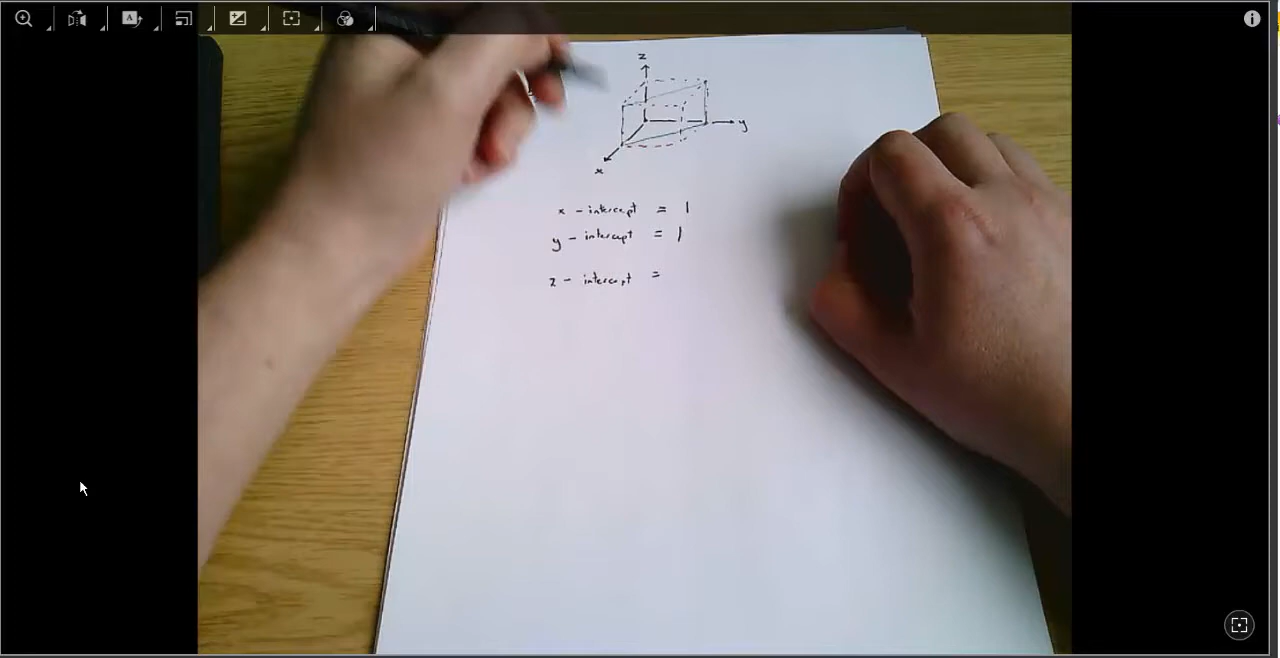 z
y
x
x - intercept = 1
y - intercept = 1
z - intercept =